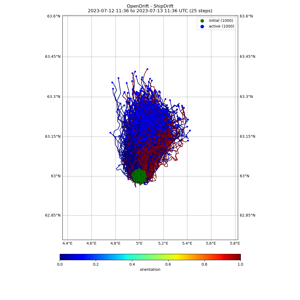 OpenDrift - ShipDrift
2023-07-12 11:36 to 2023-07-13 11:36 UTC (25 steps)
63.6°N 63.6°N
initial (1000)
active (1000)
63.45°N 63.45°N
63.3°N 63.3°N
63.15°N 63.15°N
63°N 63°N
62.85°N 62.85°N
4.4°E 4.6°E 4.8°E 5°E 5.2°E 5.4°E 5.6°E 5.8°E
0.0 0.2 0.4 0.6 0.8 1.0
orientation